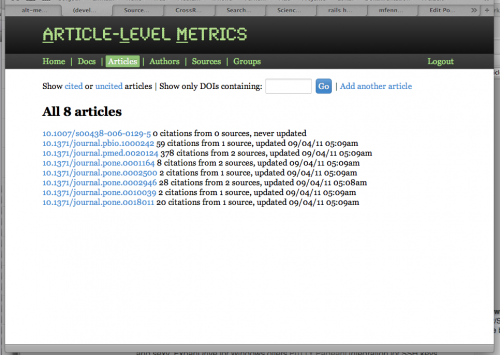 alt-me...
(devel...
Source...
CrossR...
Search...
Scienc...
rails h...
mfenn...
Edit Po...
ARTICLE-LEVEL METRICS
Home | Docs | Articles | Authors | Sources | Groups
Logout
Show cited or uncited articles | Show only DOIs containing: Go | Add another article
All 8 articles
10.1007/s00438-006-0129-5 0 citations from 0 sources, never updated
10.1371/journal.pbio.1000242 59 citations from 1 source, updated 09/04/11 05:09am
10.1371/journal.pmed.0020124 378 citations from 2 sources, updated 09/04/11 05:09am
10.1371/journal.pone.0001164 8 citations from 2 sources, updated 09/04/11 05:09am
10.1371/journal.pone.0002500 2 citations from 1 source, updated 09/04/11 05:09am
10.1371/journal.pone.0002946 28 citations from 2 sources, updated 09/04/11 05:08am
10.1371/journal.pone.0010039 2 citations from 1 source, updated 09/04/11 05:09am
10.1371/journal.pone.0018011 20 citations from 1 source, updated 09/04/11 05:09am